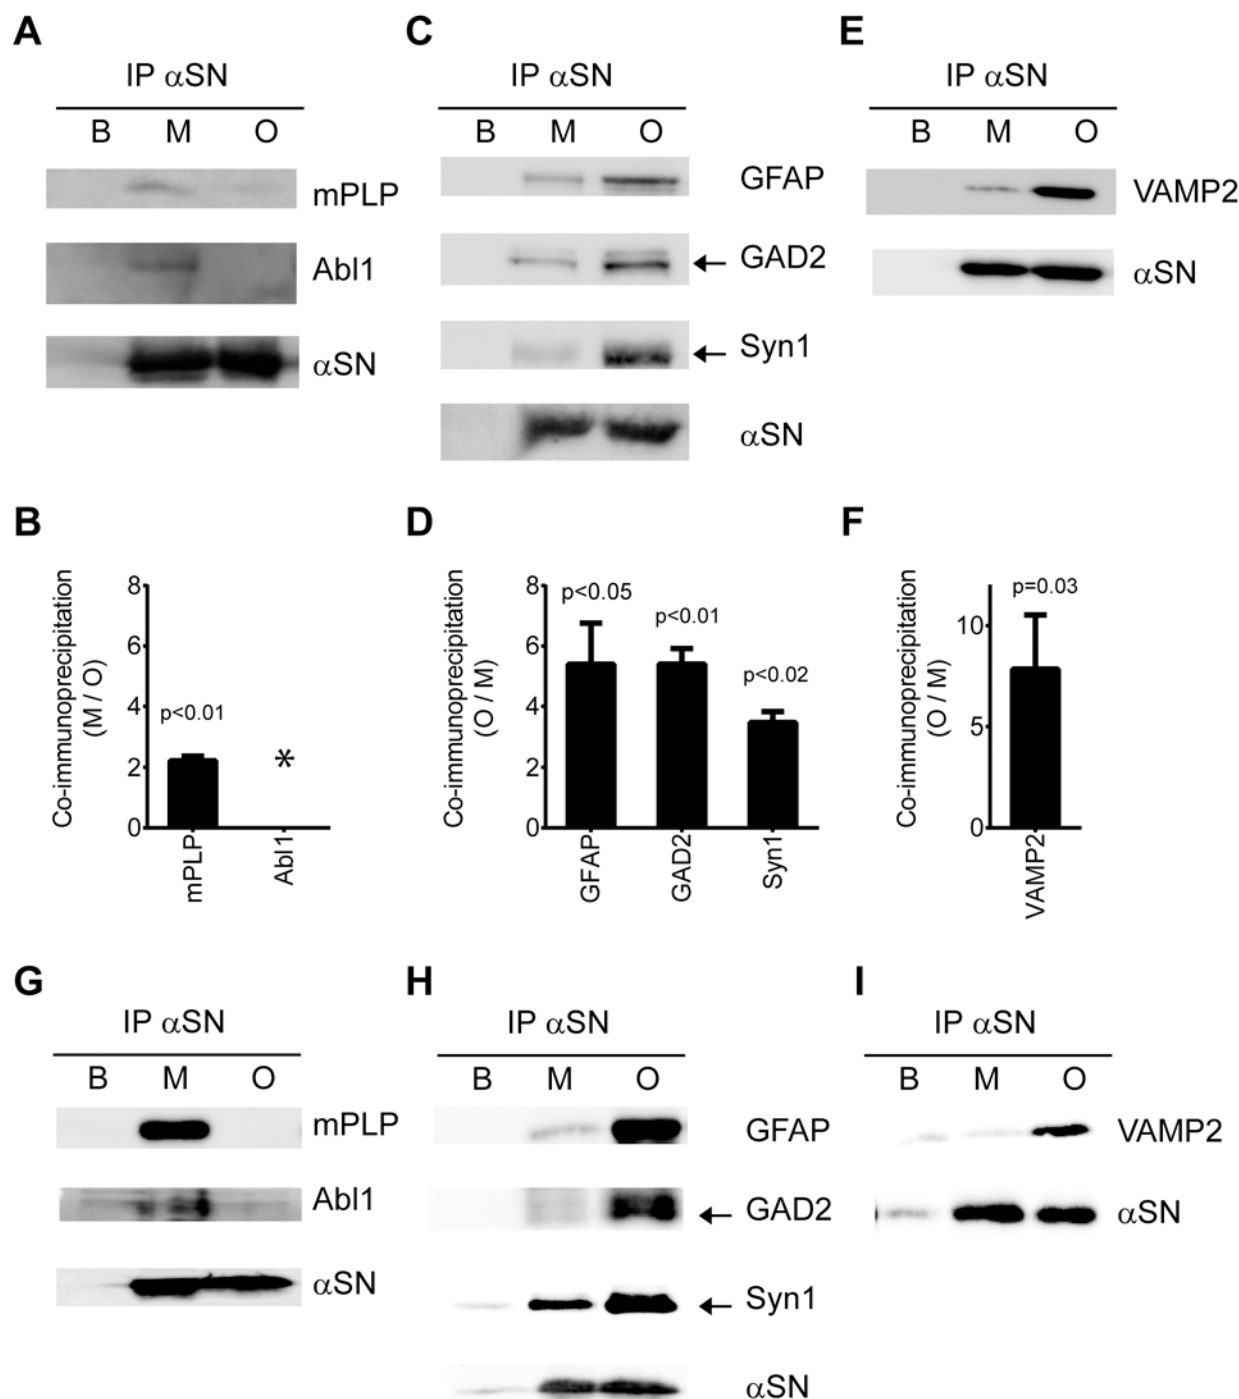 A
IP αSN
B M O
mPLP
Abl1
αSN
C
IP αSN
B M O
GFAP
GAD2
Syn1
αSN
E
IP αSN
B M O
VAMP2
αSN
B
Co-immunoprecipitation
(M / O)
8
6
4
2
0
p<0.01
*
mPLP
Abl1
D
Co-immunoprecipitation
(O / M)
8
6
4
2
0
p<0.05
p<0.01
p<0.02
GFAP
GAD2
Syn1
F
Co-immunoprecipitation
(O / M)
10
5
0
p=0.03
VAMP2
G
IP αSN
B M O
mPLP
Abl1
αSN
H
IP αSN
B M O
GFAP
GAD2
Syn1
αSN
I
IP αSN
B M O
VAMP2
αSN